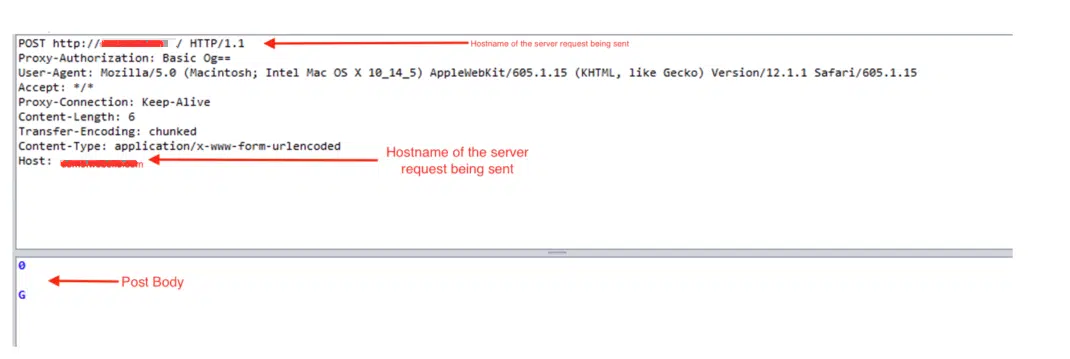 POST http:// / HTTP/1.1
Hostname of the server request being sent
Proxy-Authorization: Basic Og==
User-Agent: Mozilla/5.0 (Macintosh; Intel Mac OS X 10_14_5) AppleWebKit/605.1.15 (KHTML, like Gecko) Version/12.1.1 Safari/605.1.15
Accept: */*
Proxy-Connection: Keep-Alive
Content-Length: 6
Transfer-Encoding: chunked
Content-Type: application/x-www-form-urlencoded
Host:
Hostname of the server
request being sent
0
Post Body
G